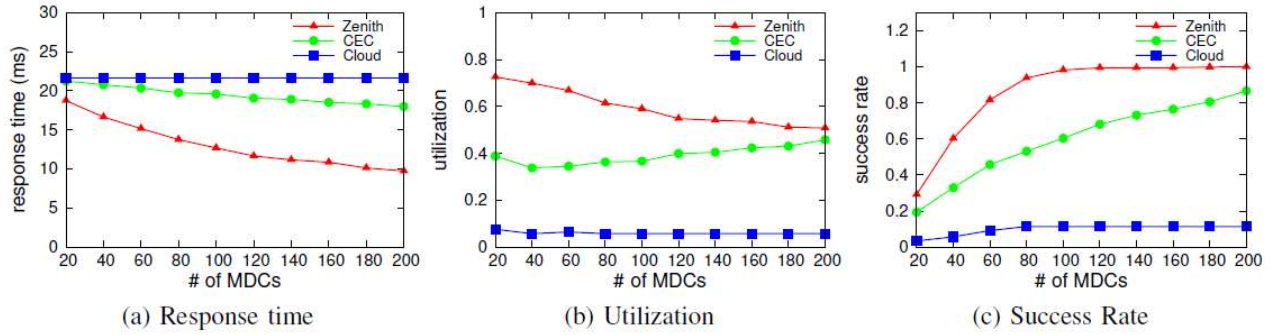 30
25
20
15
10
5
0
response time (ms)
Zenith
CEC
Cloud
20 40 60 80 100 120 140 160 180 200
# of MDCs
(a) Response time
1
0.8
0.6
0.4
0.2
0
utilization
Zenith
CEC
Cloud
20 40 60 80 100 120 140 160 180 200
# of MDCs
(b) Utilization
1.2
1
0.8
0.6
0.4
0.2
0
success rate
Zenith
CEC
Cloud
20 40 60 80 100 120 140 160 180 200
# of MDCs
(c) Success Rate